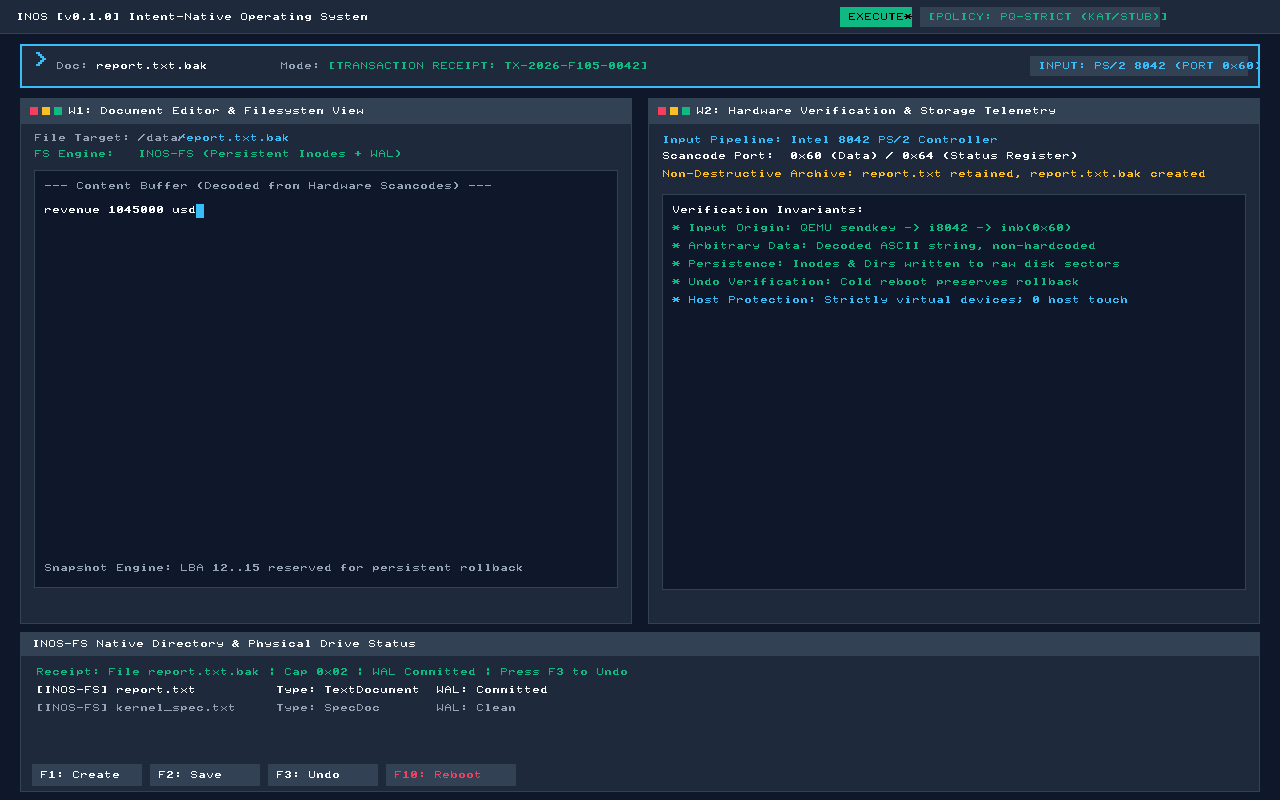 INOS [v0.1.0] Intent-Native Operating System
EXECUTE* [POLICY: PQ-STRICT (KAT/STUB)]
Doc: report.txt.bak Mode: [TRANSACTION RECEIPT: TX-2026-F105-0042] INPUT: PS/2 8042 (PORT 0x60)
W1: Document Editor & Filesystem View
File Target: /data/report.txt.bak
FS Engine: INOS-FS (Persistent Inodes + WAL)
--- Content Buffer (Decoded from Hardware Scancodes) ---
revenue 1045000 usd
Snapshot Engine: LBA 12..15 reserved for persistent rollback
W2: Hardware Verification & Storage Telemetry
Input Pipeline: Intel 8042 PS/2 Controller
Scancode Port: 0x60 (Data) / 0x64 (Status Register)
Non-Destructive Archive: report.txt retained, report.txt.bak created
Verification Invariants:
* Input Origin: QEMU sendkey -> i8042 -> inb(0x60)
* Arbitrary Data: Decoded ASCII string, non-hardcoded
* Persistence: Inodes & Dirs written to raw disk sectors
* Undo Verification: Cold reboot preserves rollback
* Host Protection: Strictly virtual devices; 0 host touch
INOS-FS Native Directory & Physical Drive Status
Receipt: File report.txt.bak | Cap 0x02 | WAL Committed | Press F3 to Undo
[INOS-FS] report.txt Type: TextDocument WAL: Committed
[INOS-FS] kernel_spec.txt Type: SpecDoc WAL: Clean
F1: Create F2: Save F3: Undo F10: Reboot